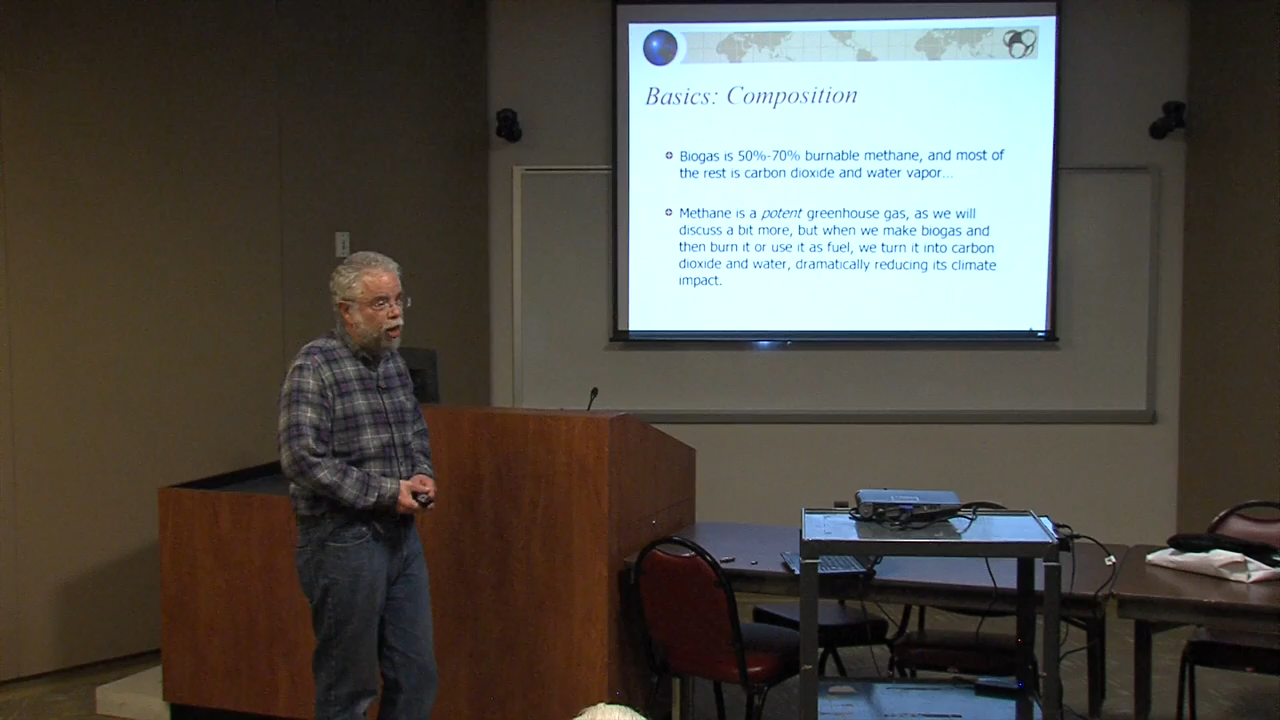 Basics: Composition
Biogas is 50%-70% burnable methane, and most of
the rest is carbon dioxide and water vapor...
Methane is a potent greenhouse gas, as we will
discuss a bit more, but when we make biogas and
then burn it or use it as fuel, we turn it into carbon
dioxide and water, dramatically reducing its climate
impact.